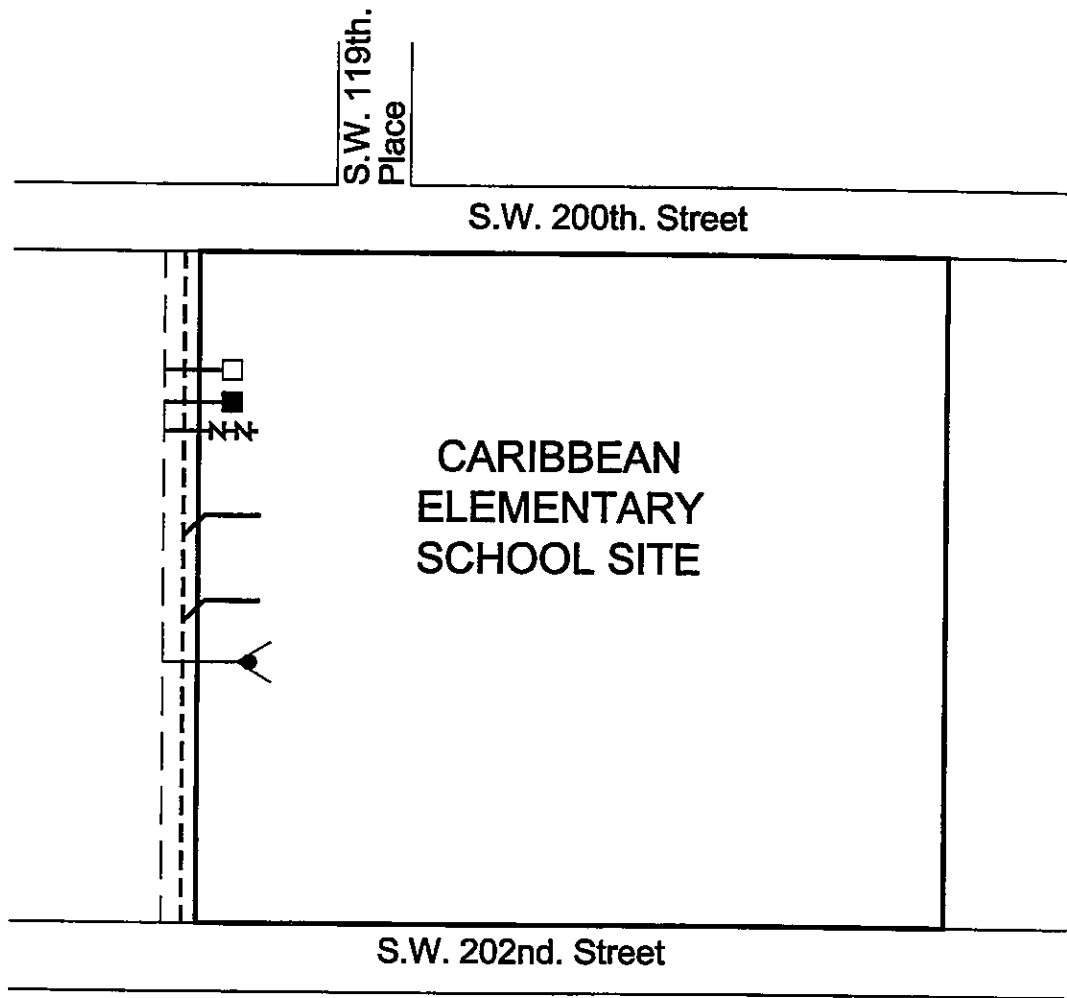 S.W. 119th.
Place
S.W. 200th. Street
CARIBBEAN
ELEMENTARY
SCHOOL SITE
S.W. 202nd. Street